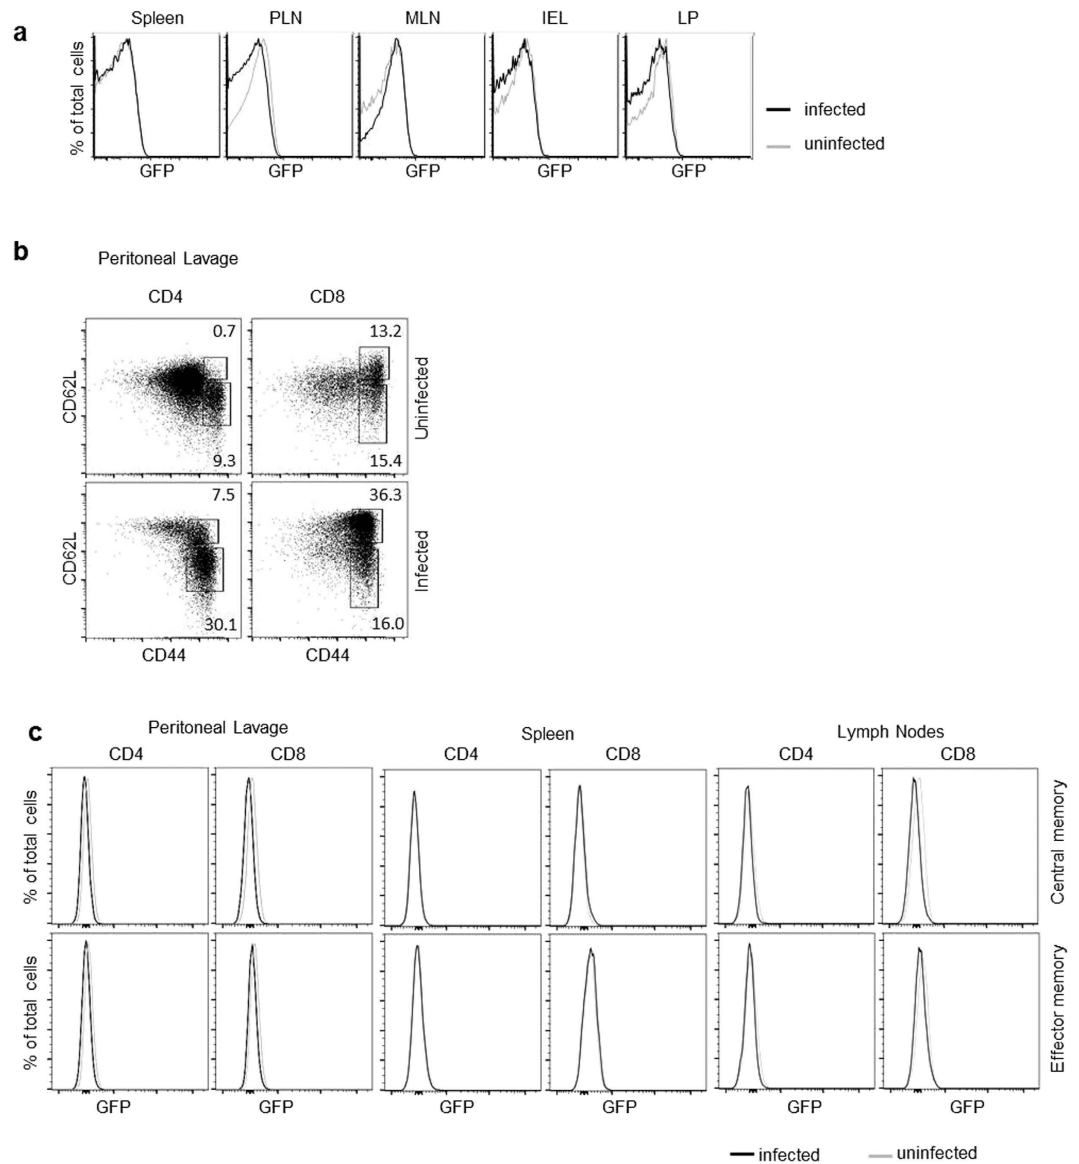 a
Spleen PLN MLN IEL LP
% of total cells
infected
uninfected
GFP GFP GFP GFP GFP
b
Peritoneal Lavage
CD4 CD8
0.7 13.2
CD62L
Uninfected
9.3 15.4
7.5 36.3
CD62L
Infected
30.1 16.0
CD44 CD44
c
Peritoneal Lavage Spleen Lymph Nodes
CD4 CD8 CD4 CD8 CD4 CD8
% of total cells
Central memory
% of total cells
Effector memory
GFP GFP GFP GFP GFP GFP
infected uninfected